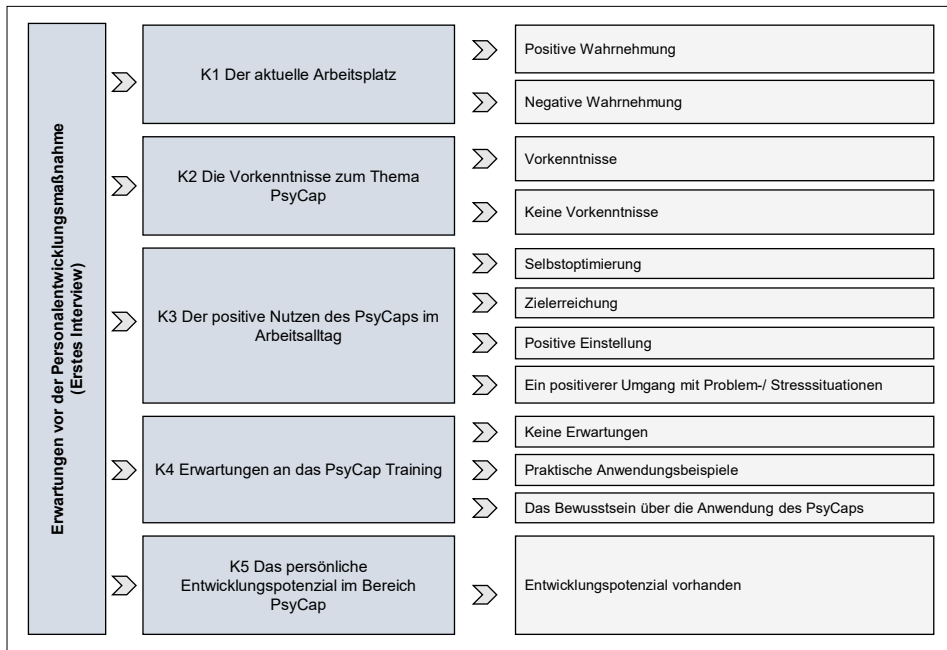 Erwartungen vor der Personalentwicklungsmaßnahme
(Erstes Interview)
K1 Der aktuelle Arbeitsplatz
Positive Wahrnehmung
Negative Wahrnehmung
K2 Die Vorkenntnisse zum Thema
PsyCap
Vorkenntnisse
Keine Vorkenntnisse
K3 Der positive Nutzen des PsyCaps im
Arbeitsalltag
Selbstoptimierung
Zielerreichung
Positive Einstellung
Ein positiverer Umgang mit Problem-/ Stresssituationen
K4 Erwartungen an das PsyCap Training
Keine Erwartungen
Praktische Anwendungsbeispiele
Das Bewusstsein über die Anwendung des PsyCaps
K5 Das persönliche
Entwicklungspotenzial im Bereich
PsyCap
Entwicklungspotenzial vorhanden